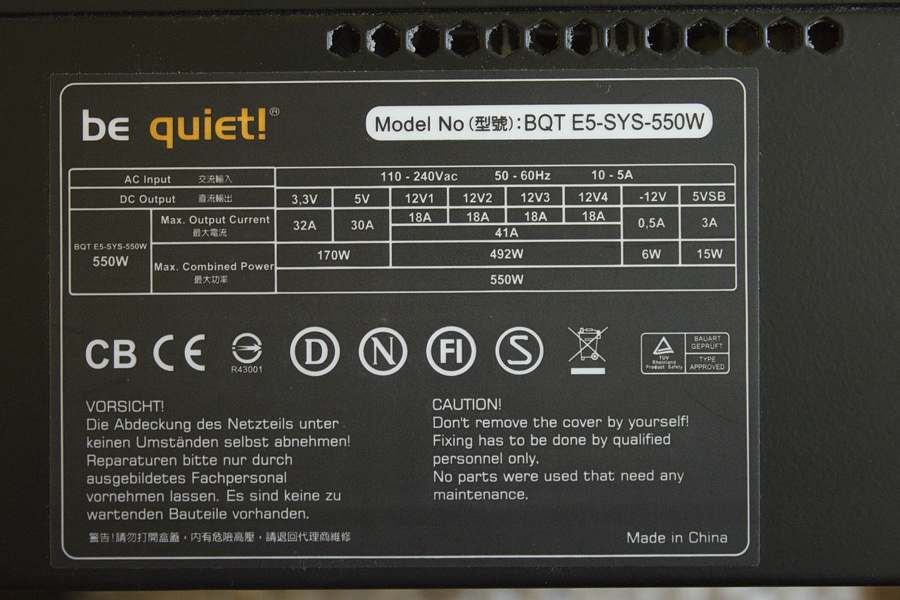 be quiet!®
Model No (型號):BQT E5-SYS-550W
AC Input 交流輸入 110 - 240Vac 50 - 60Hz 10 - 5A
DC Output 直流輸出 3,3V 5V 12V1 12V2 12V3 12V4 -12V 5VSB
BQT E5-SYS-550W
550W
Max. Output Current
最大電流
32A 30A 18A 18A 18A 18A 0,5A 3A
41A
Max. Combined Power
最大功率
170W 492W 6W 15W
550W
CB CE R43001 D N FI S
TÜV
Rheinland
Product Safety
BAUART
GEPRÜFT
TYPE
APPROVED
VORSICHT!
Die Abdeckung des Netzteils unter
keinen Umständen selbst abnehmen!
Reparaturen bitte nur durch
ausgebildetes Fachpersonal
vornehmen lassen. Es sind keine zu
wartenden Bauteile vorhanden.
警告!請勿打開盒蓋,內有危險高壓,請退回代理商維修
CAUTION!
Don't remove the cover by yourself!
Fixing has to be done by qualified
personnel only.
No parts were used that need any
maintenance.
Made in China